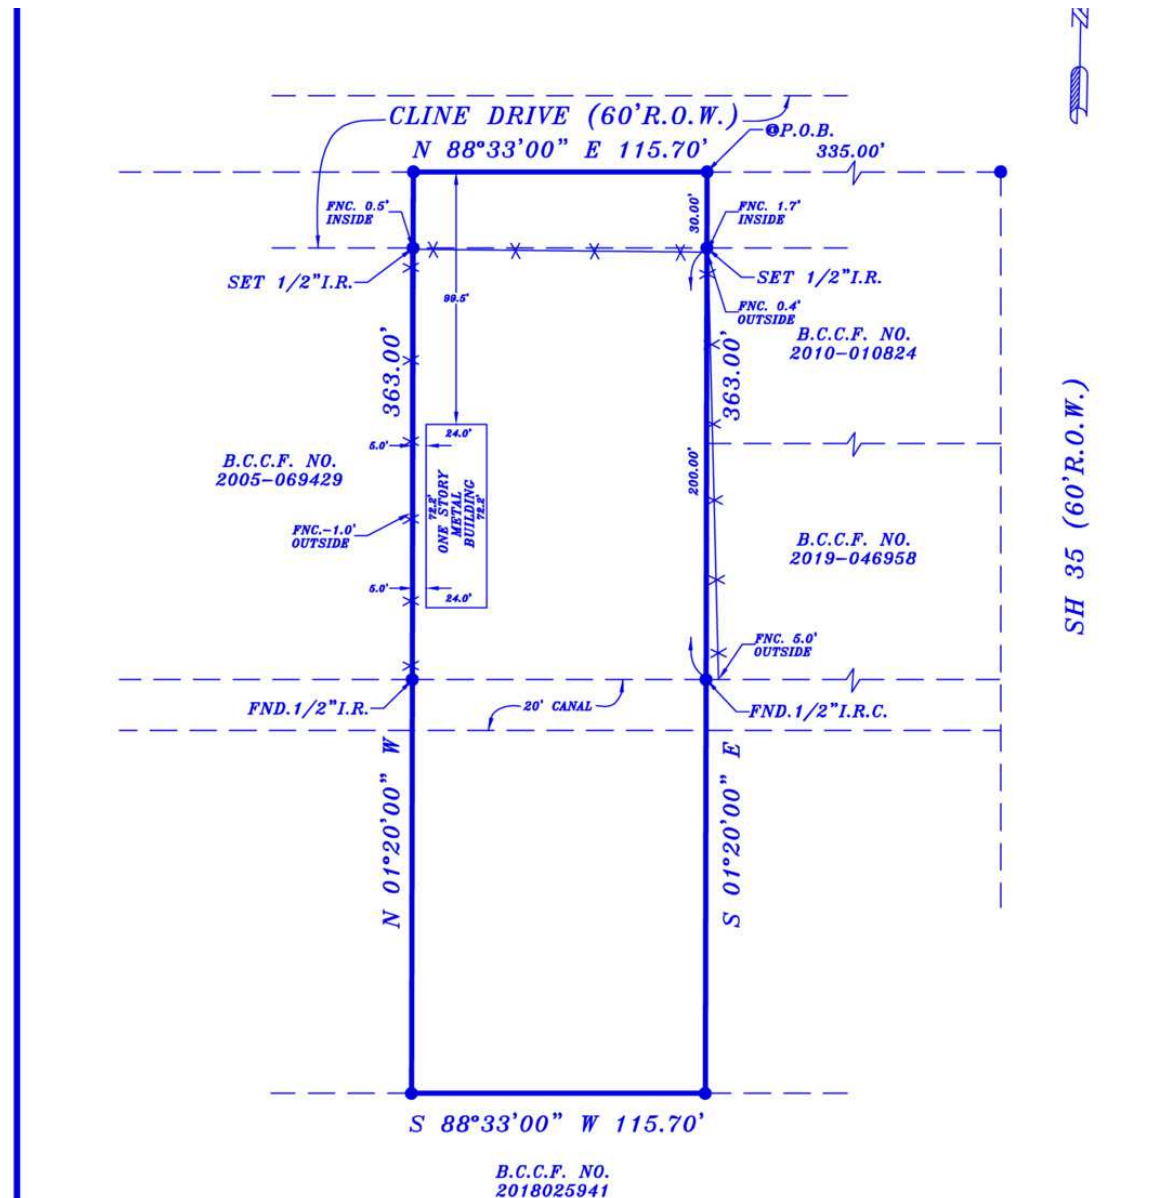 N
CLINE DRIVE (60'R.O.W.)
@P.O.B.
N 88°33'00" E 115.70'
335.00'
FNC. 0.5'
INSIDE
30.00'
FNC. 1.7'
INSIDE
SET 1/2"I.R.
SET 1/2"I.R.
99.5'
FNC. 0.4'
OUTSIDE
B.C.C.F. NO.
2010-010824
363.00'
363.00'
SH 35 (60'R.O.W.)
24.0'
5.0'
B.C.C.F. NO.
2005-069429
72.2'
ONE STORY
METAL
BUILDING
72.2'
200.00'
FNC.-1.0'
OUTSIDE
B.C.C.F. NO.
2019-046958
5.0'
24.0'
FNC. 5.0'
OUTSIDE
FND.1/2"I.R.
20' CANAL
FND.1/2"I.R.C.
N 01°20'00" W
S 01°20'00" E
S 88°33'00" W 115.70'
B.C.C.F. NO.
2018025941